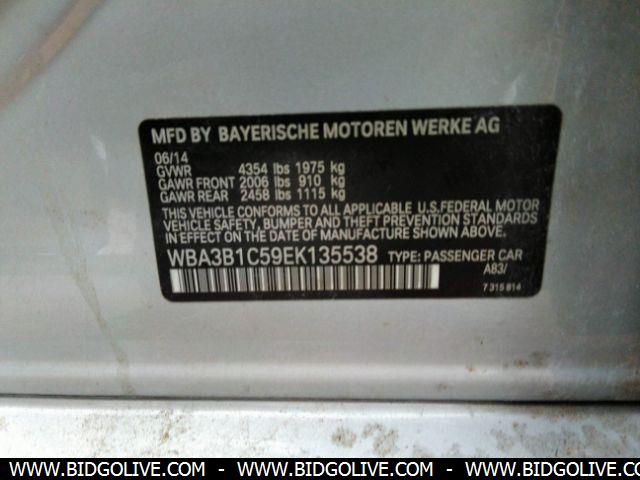 MFD BY BAYERISCHE MOTOREN WERKE AG
06/14
GVWR 4354 lbs 1975 kg
GAWR FRONT 2006 lbs 910 kg
GAWR REAR 2458 lbs 1115 kg
THIS VEHICLE CONFORMS TO ALL APPLICABLE U.S.FEDERAL MOTOR
VEHICLE SAFETY, BUMPER AND THEFT PREVENTION STANDARDS
IN EFFECT ON THE DATE OF MANUFACTURE SHOWN ABOVE.
WBA3B1C59EK135538 TYPE: PASSENGER CAR
A83/
7 315 814
WWW.BIDGOLIVE.COM - WWW.BIDGOLIVE.COM - WWW.BIDGOLIVE.COM